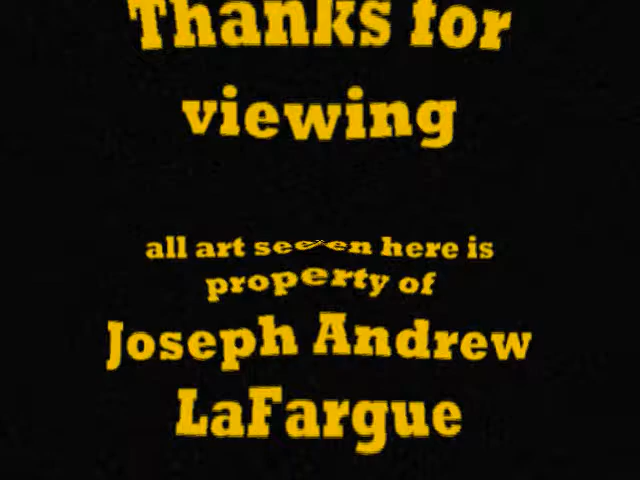 Thanks for
viewing
all art seen here is
property of
Joseph Andrew
LaFargue